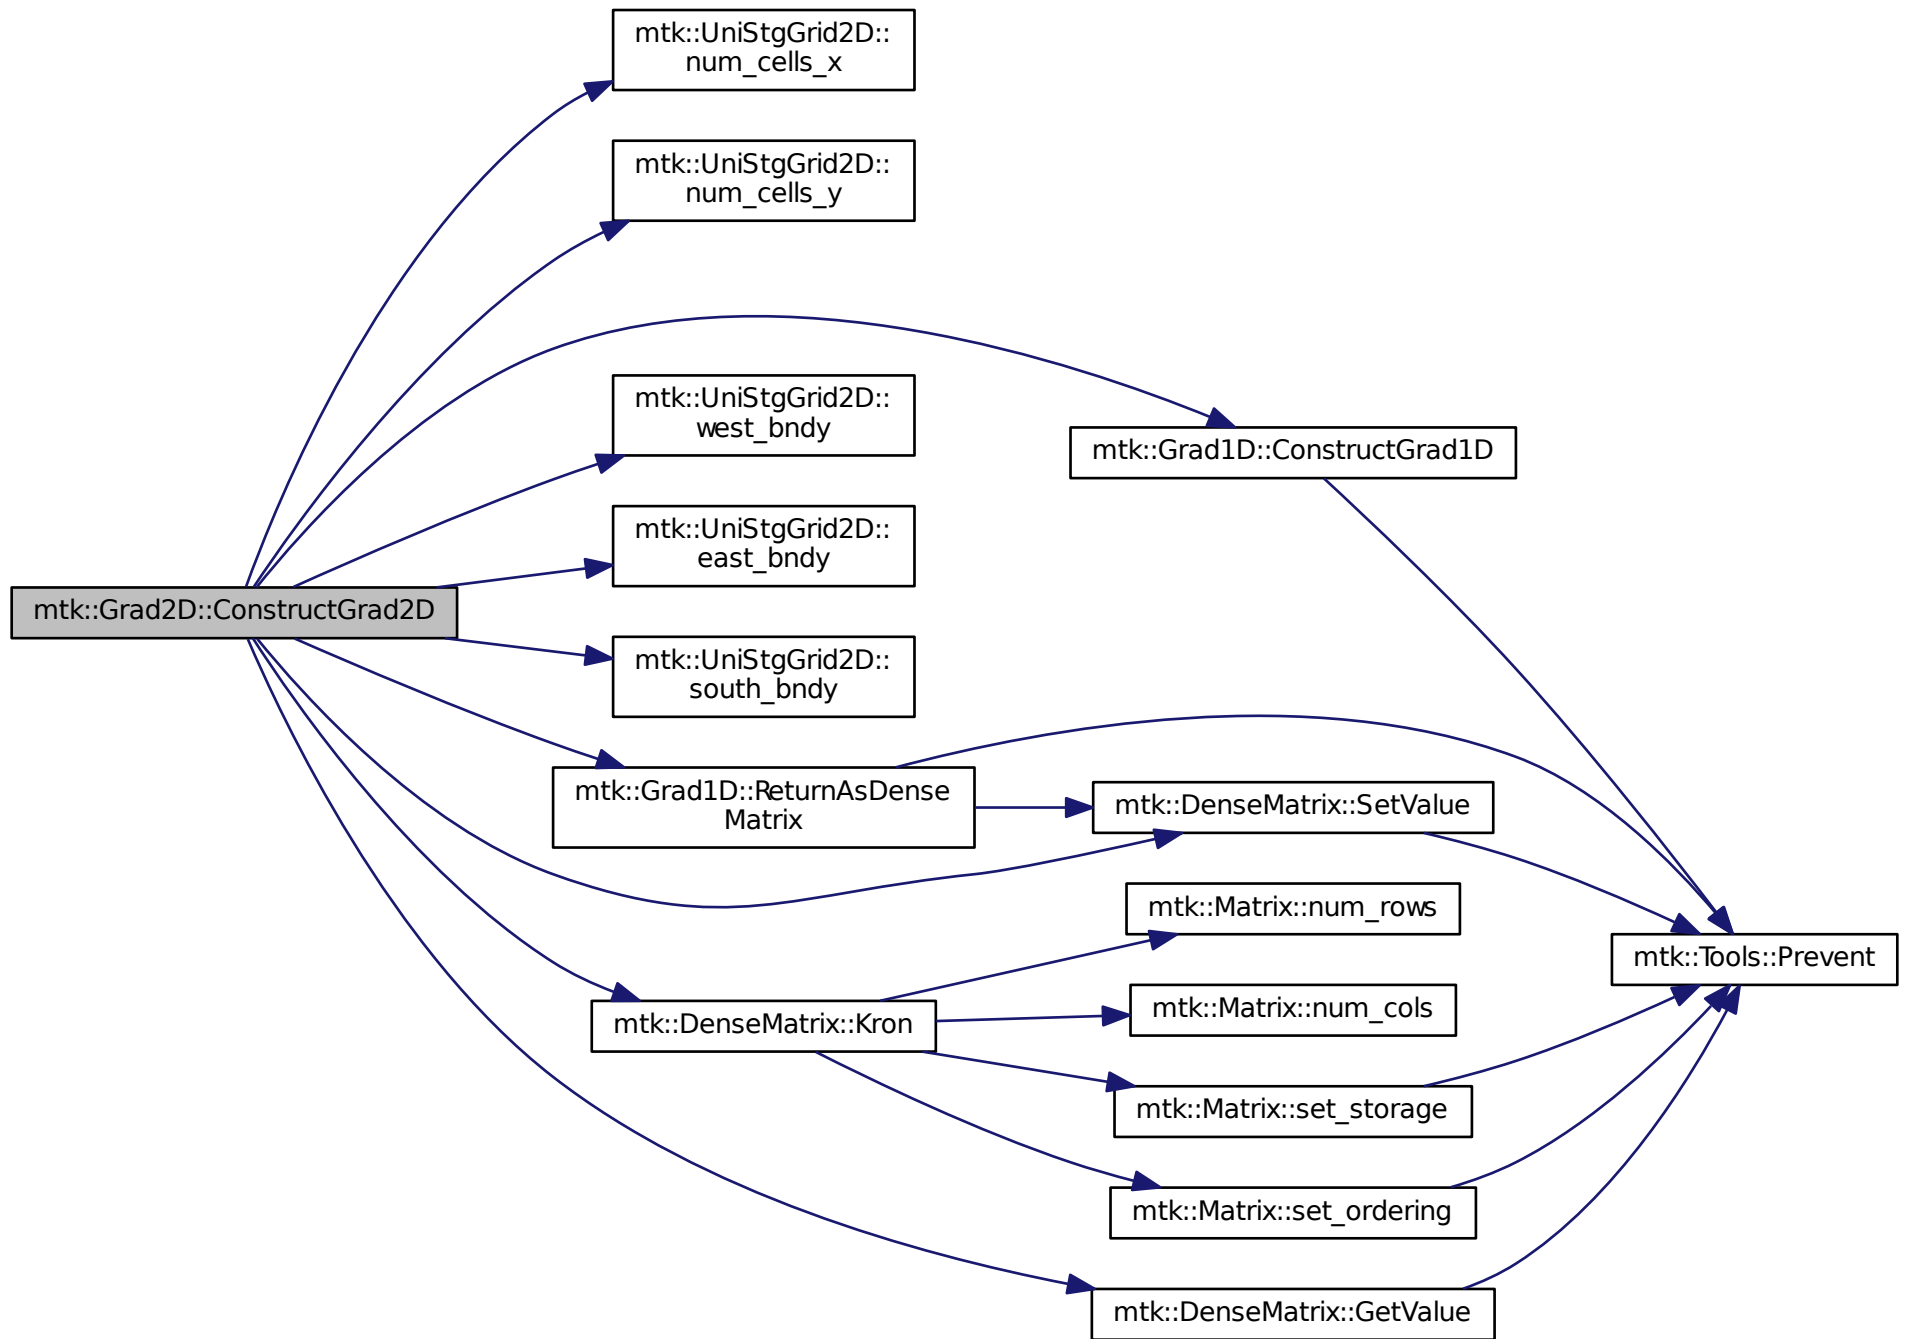 mtk::UniStgGrid2D::
num_cells_x
mtk::UniStgGrid2D::
num_cells_y
mtk::UniStgGrid2D::
west_bndy
mtk::Grad1D::ConstructGrad1D
mtk::UniStgGrid2D::
east_bndy
mtk::Grad2D::ConstructGrad2D
mtk::UniStgGrid2D::
south_bndy
mtk::Grad1D::ReturnAsDense
Matrix
mtk::DenseMatrix::SetValue
mtk::Matrix::num_rows
mtk::Tools::Prevent
mtk::DenseMatrix::Kron
mtk::Matrix::num_cols
mtk::Matrix::set_storage
mtk::Matrix::set_ordering
mtk::DenseMatrix::GetValue